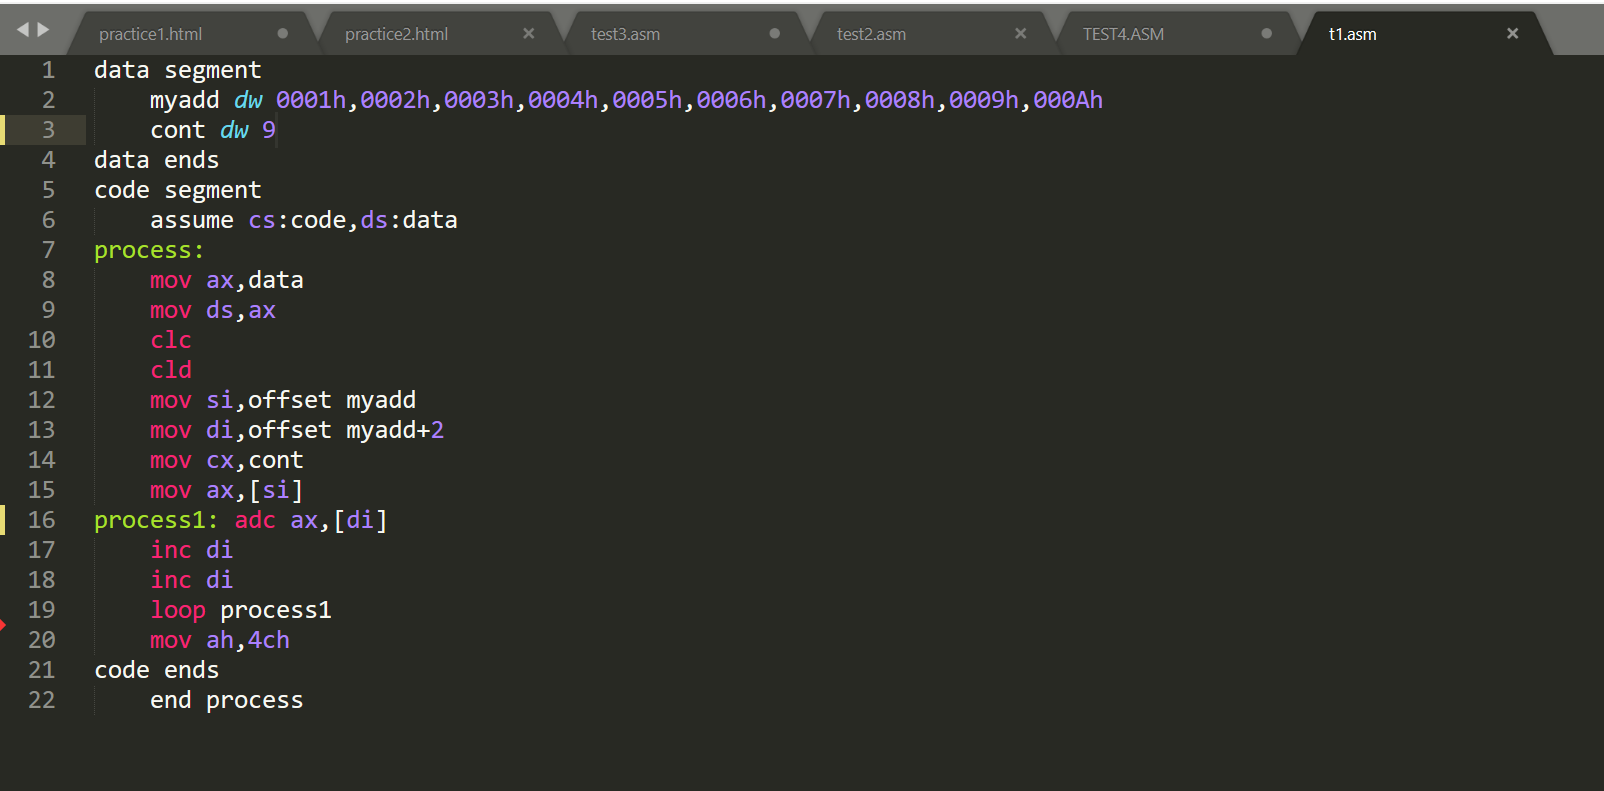 practice1.html practice2.html test3.asm test2.asm TEST4.ASM t1.asm
1 data segment
2 myadd dw 0001h,0002h,0003h,0004h,0005h,0006h,0007h,0008h,0009h,000Ah
3 cont dw 9
4 data ends
5 code segment
6 assume cs:code,ds:data
7 process:
8 mov ax,data
9 mov ds,ax
10 clc
11 cld
12 mov si,offset myadd
13 mov di,offset myadd+2
14 mov cx,cont
15 mov ax,[si]
16 process1: adc ax,[di]
17 inc di
18 inc di
19 loop process1
20 mov ah,4ch
21 code ends
22 end process